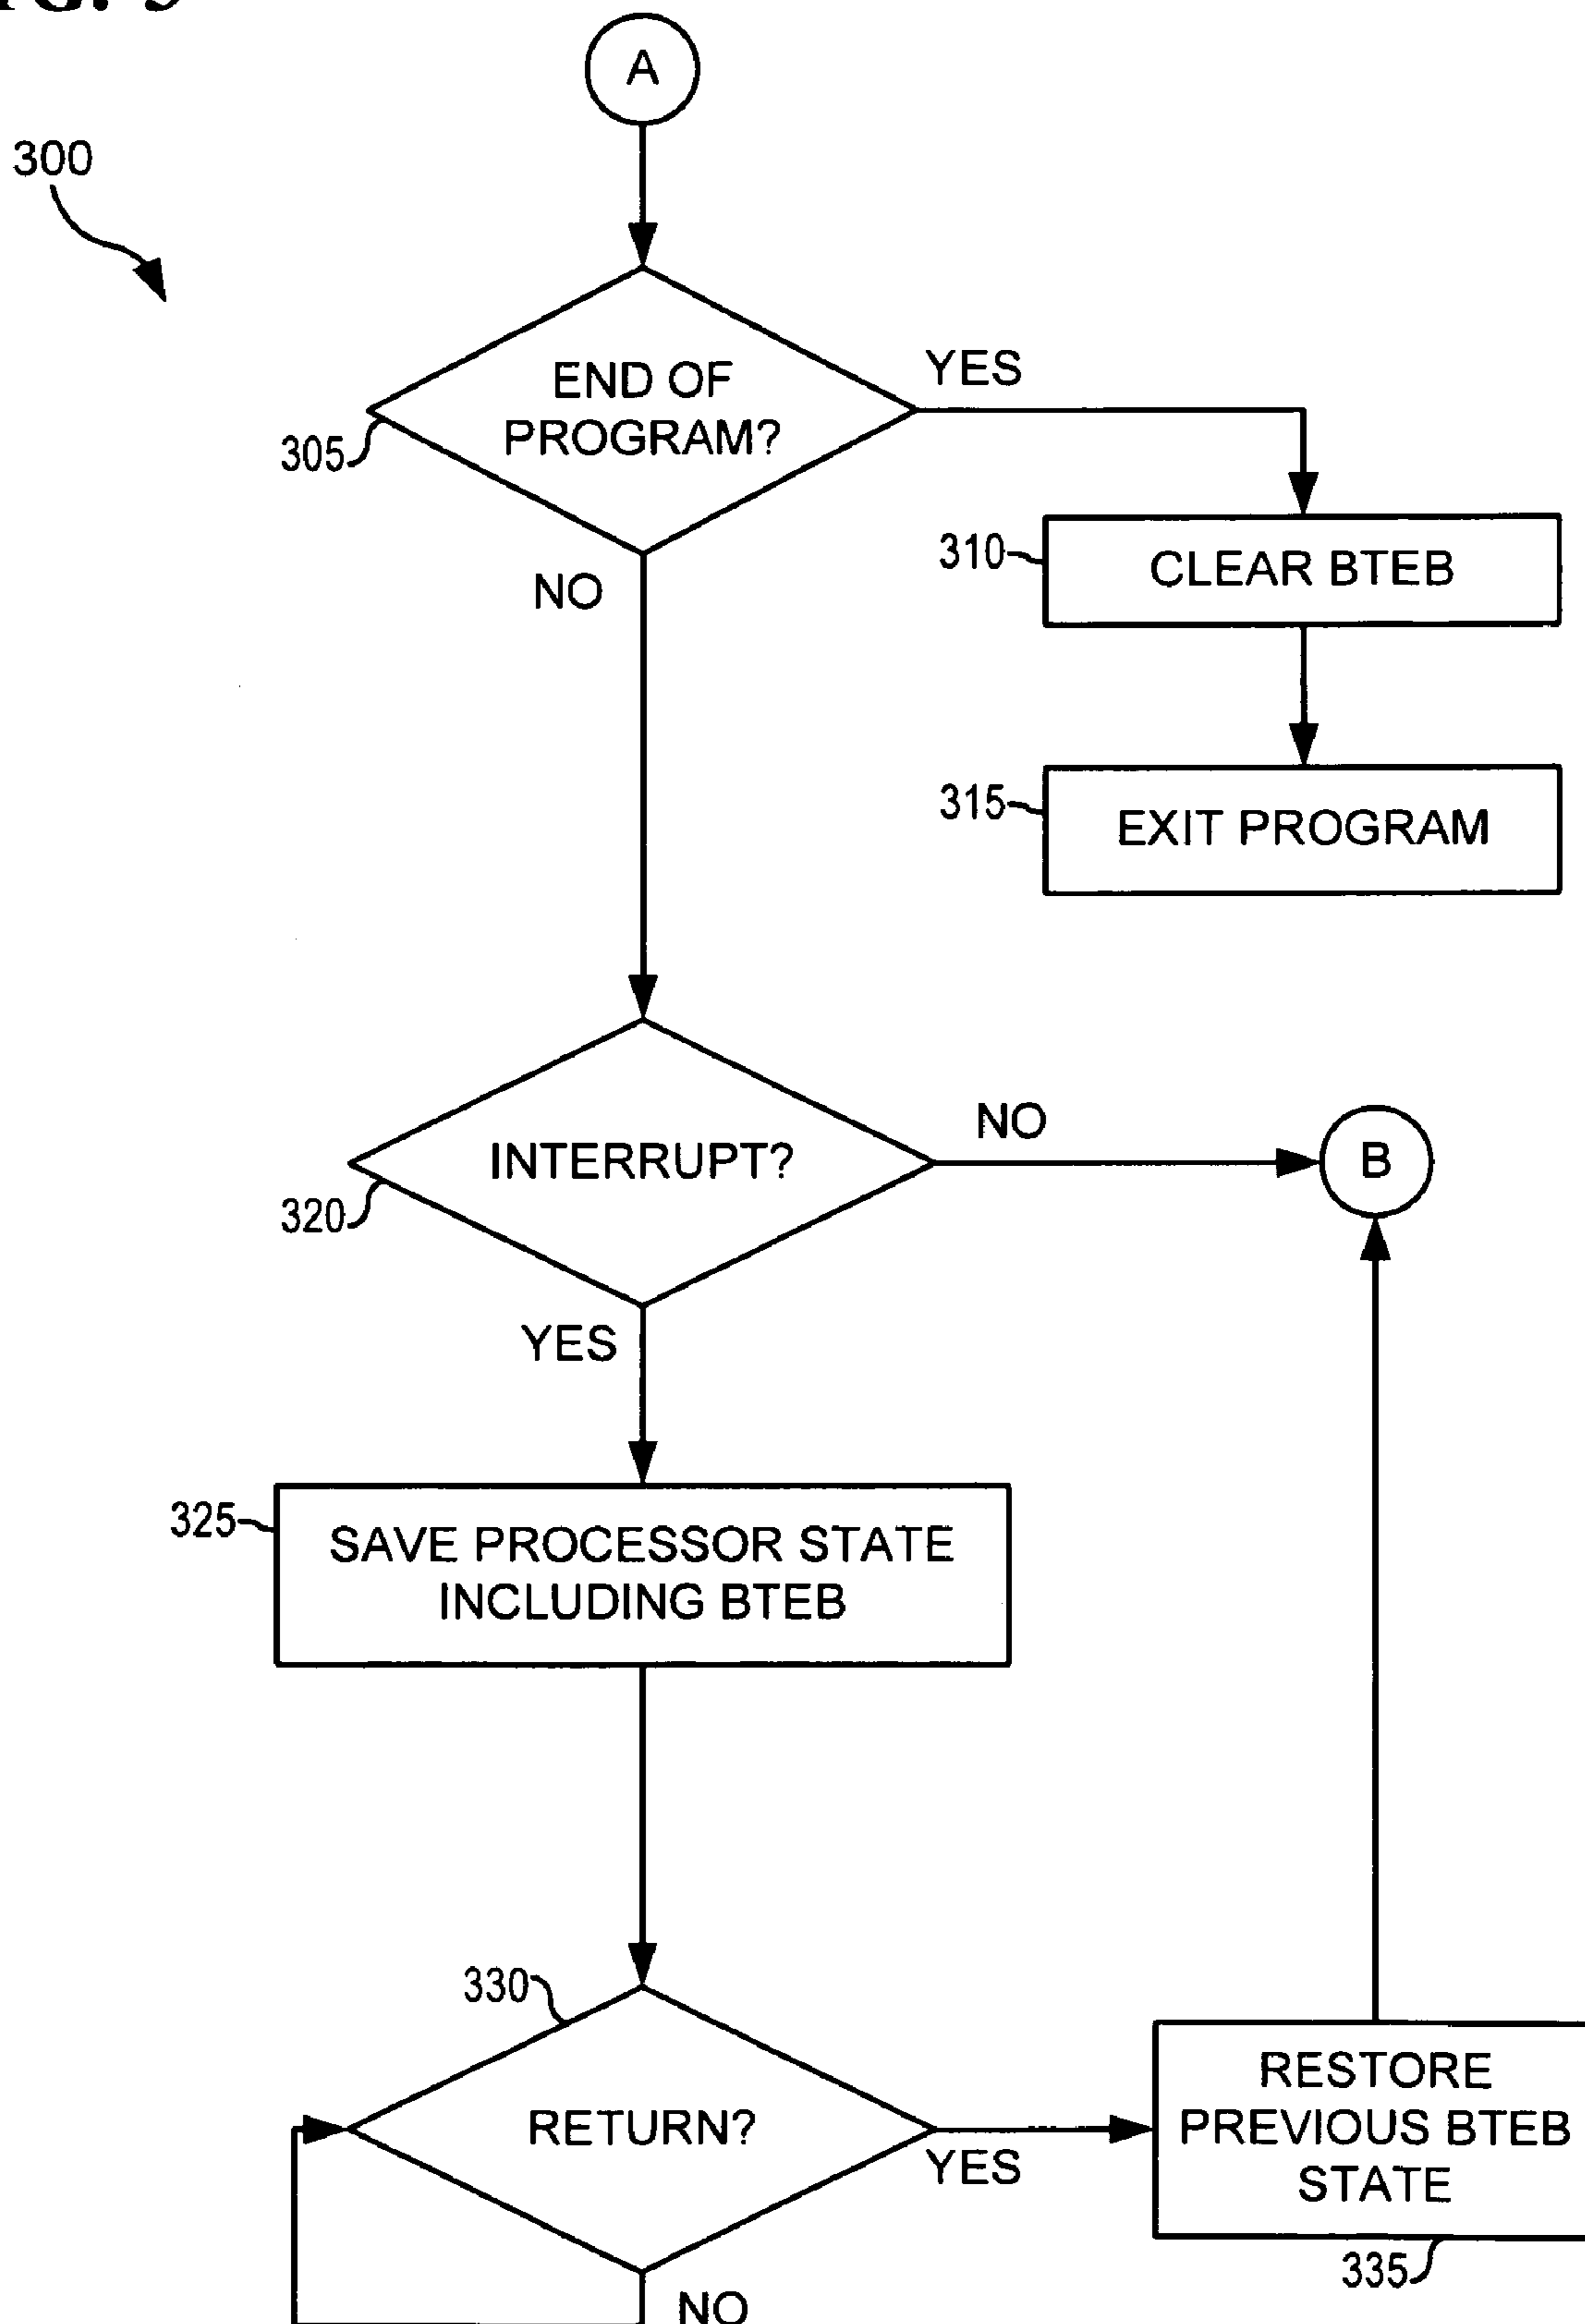 A
300
END OF
PROGRAM?
YES
305
310
CLEAR BTEB
NO
315
EXIT PROGRAM
INTERRUPT?
NO
B
320
YES
325
SAVE PROCESSOR STATE
INCLUDING BTEB
330
RETURN?
YES
RESTORE
PREVIOUS BTEB
STATE
335
NO